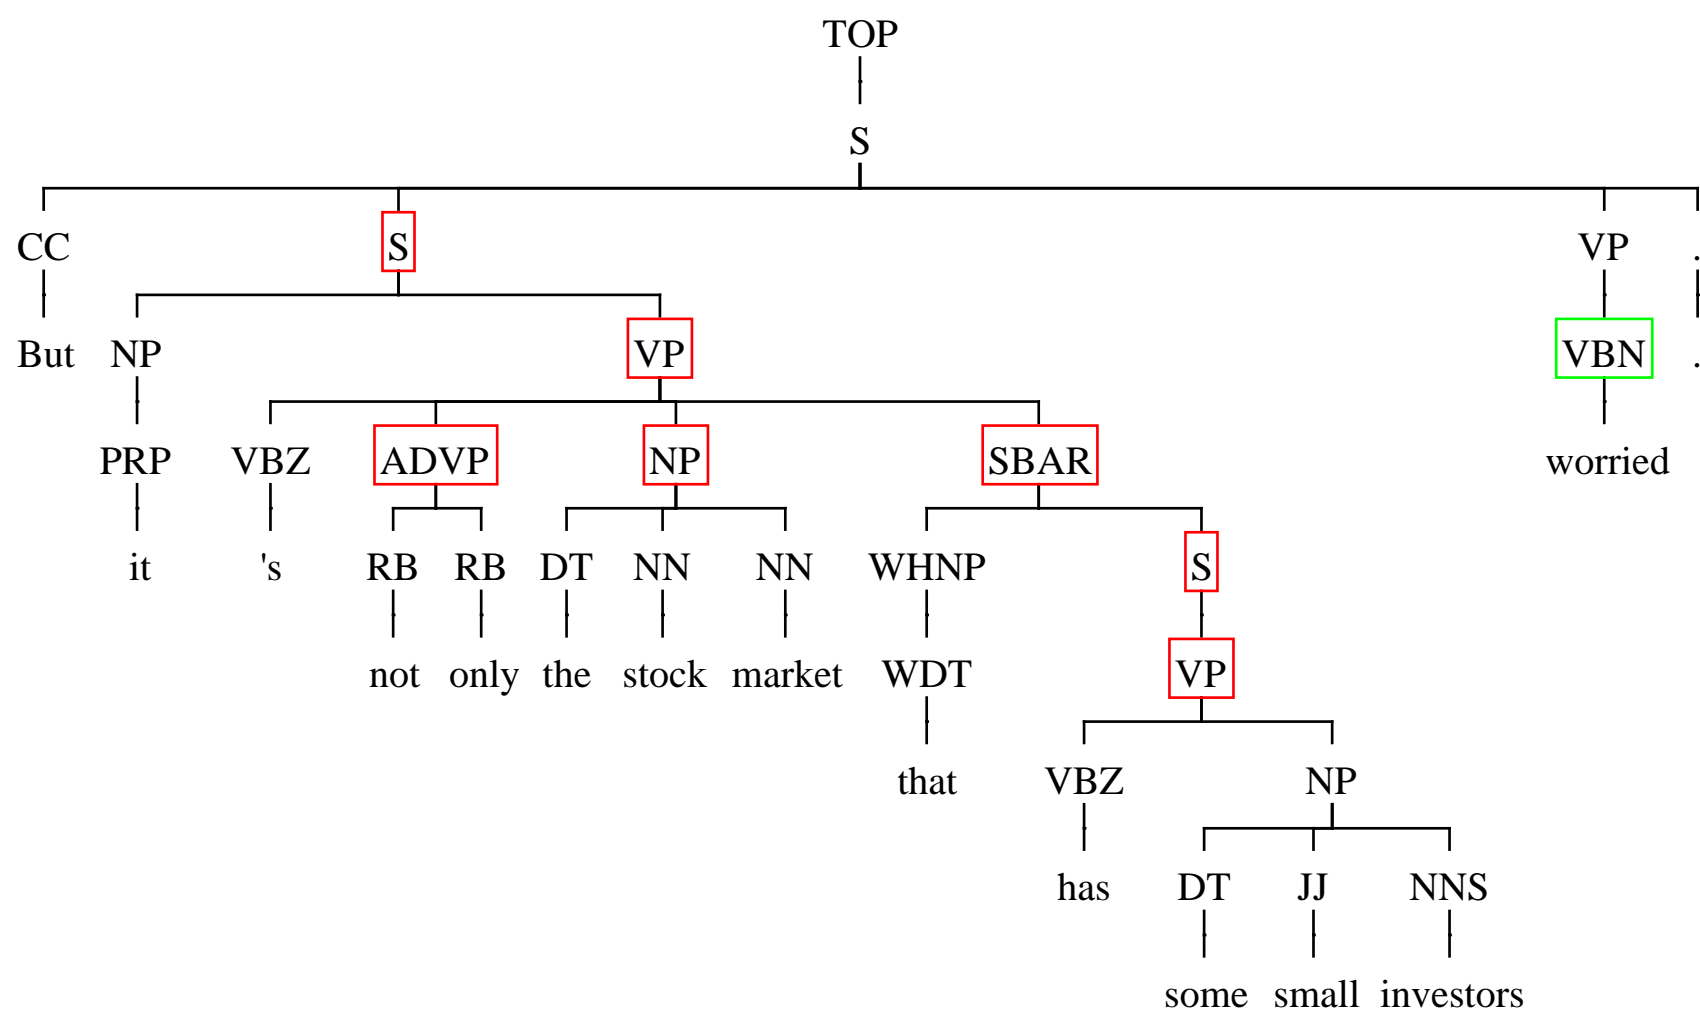 TOP
S
CC S VP .
But NP VP VBN .
PRP VBZ ADVP NP SBAR worried
it 's RB RB DT NN NN WHNP S
not only the stock market WDT VP
that VBZ NP
has DT JJ NNS
some small investors